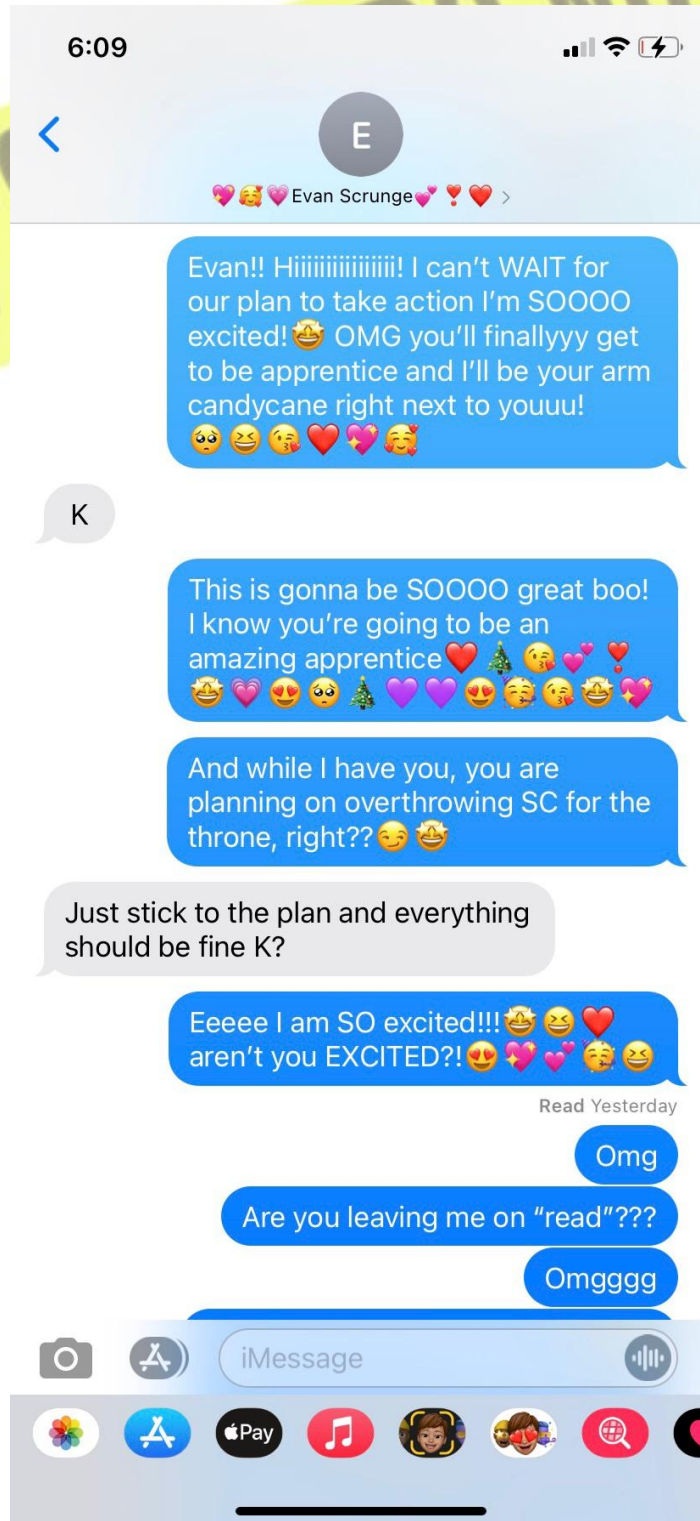 6:09
E
💖🥰💗Evan Scrunge💕❣️❤️
Evan!! Hiiiiiiiiiiiiiiii! I can’t WAIT for
our plan to take action I’m SOOOO
excited!🤩 OMG you’ll finallyyy get
to be apprentice and I’ll be your arm
candycane right next to youuu!
🥺😆😘❤️💖🥰
K
This is gonna be SOOOO great boo!
I know you’re going to be an
amazing apprentice❤️🎄😘💕❣️
🤩💗😍🥺🎄💜💜😍🥳😘🤩💖
And while I have you, you are
planning on overthrowing SC for the
throne, right??😏🤩
Just stick to the plan and everything
should be fine K?
Eeeee I am SO excited!!!🤩😆❤️
aren’t you EXCITED?!😍💖💕🥳😆
Read Yesterday
Omg
Are you leaving me on “read”???
Omgggg
iMessage
Pay